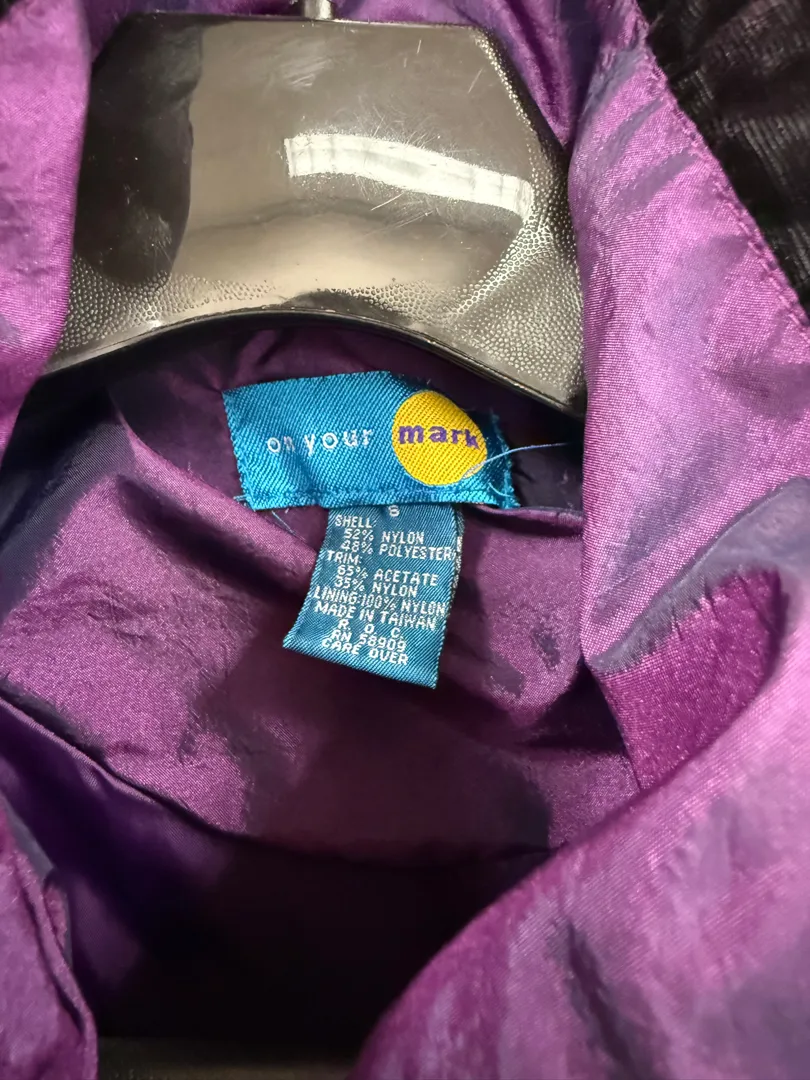 on your mark
6
SHELL:
52% NYLON
48% POLYESTER
TRIM:
65% ACETATE
35% NYLON
LINING:100% NYLON
MADE IN TAIWAN
R. O. C.
RN 58909
CARE OVER